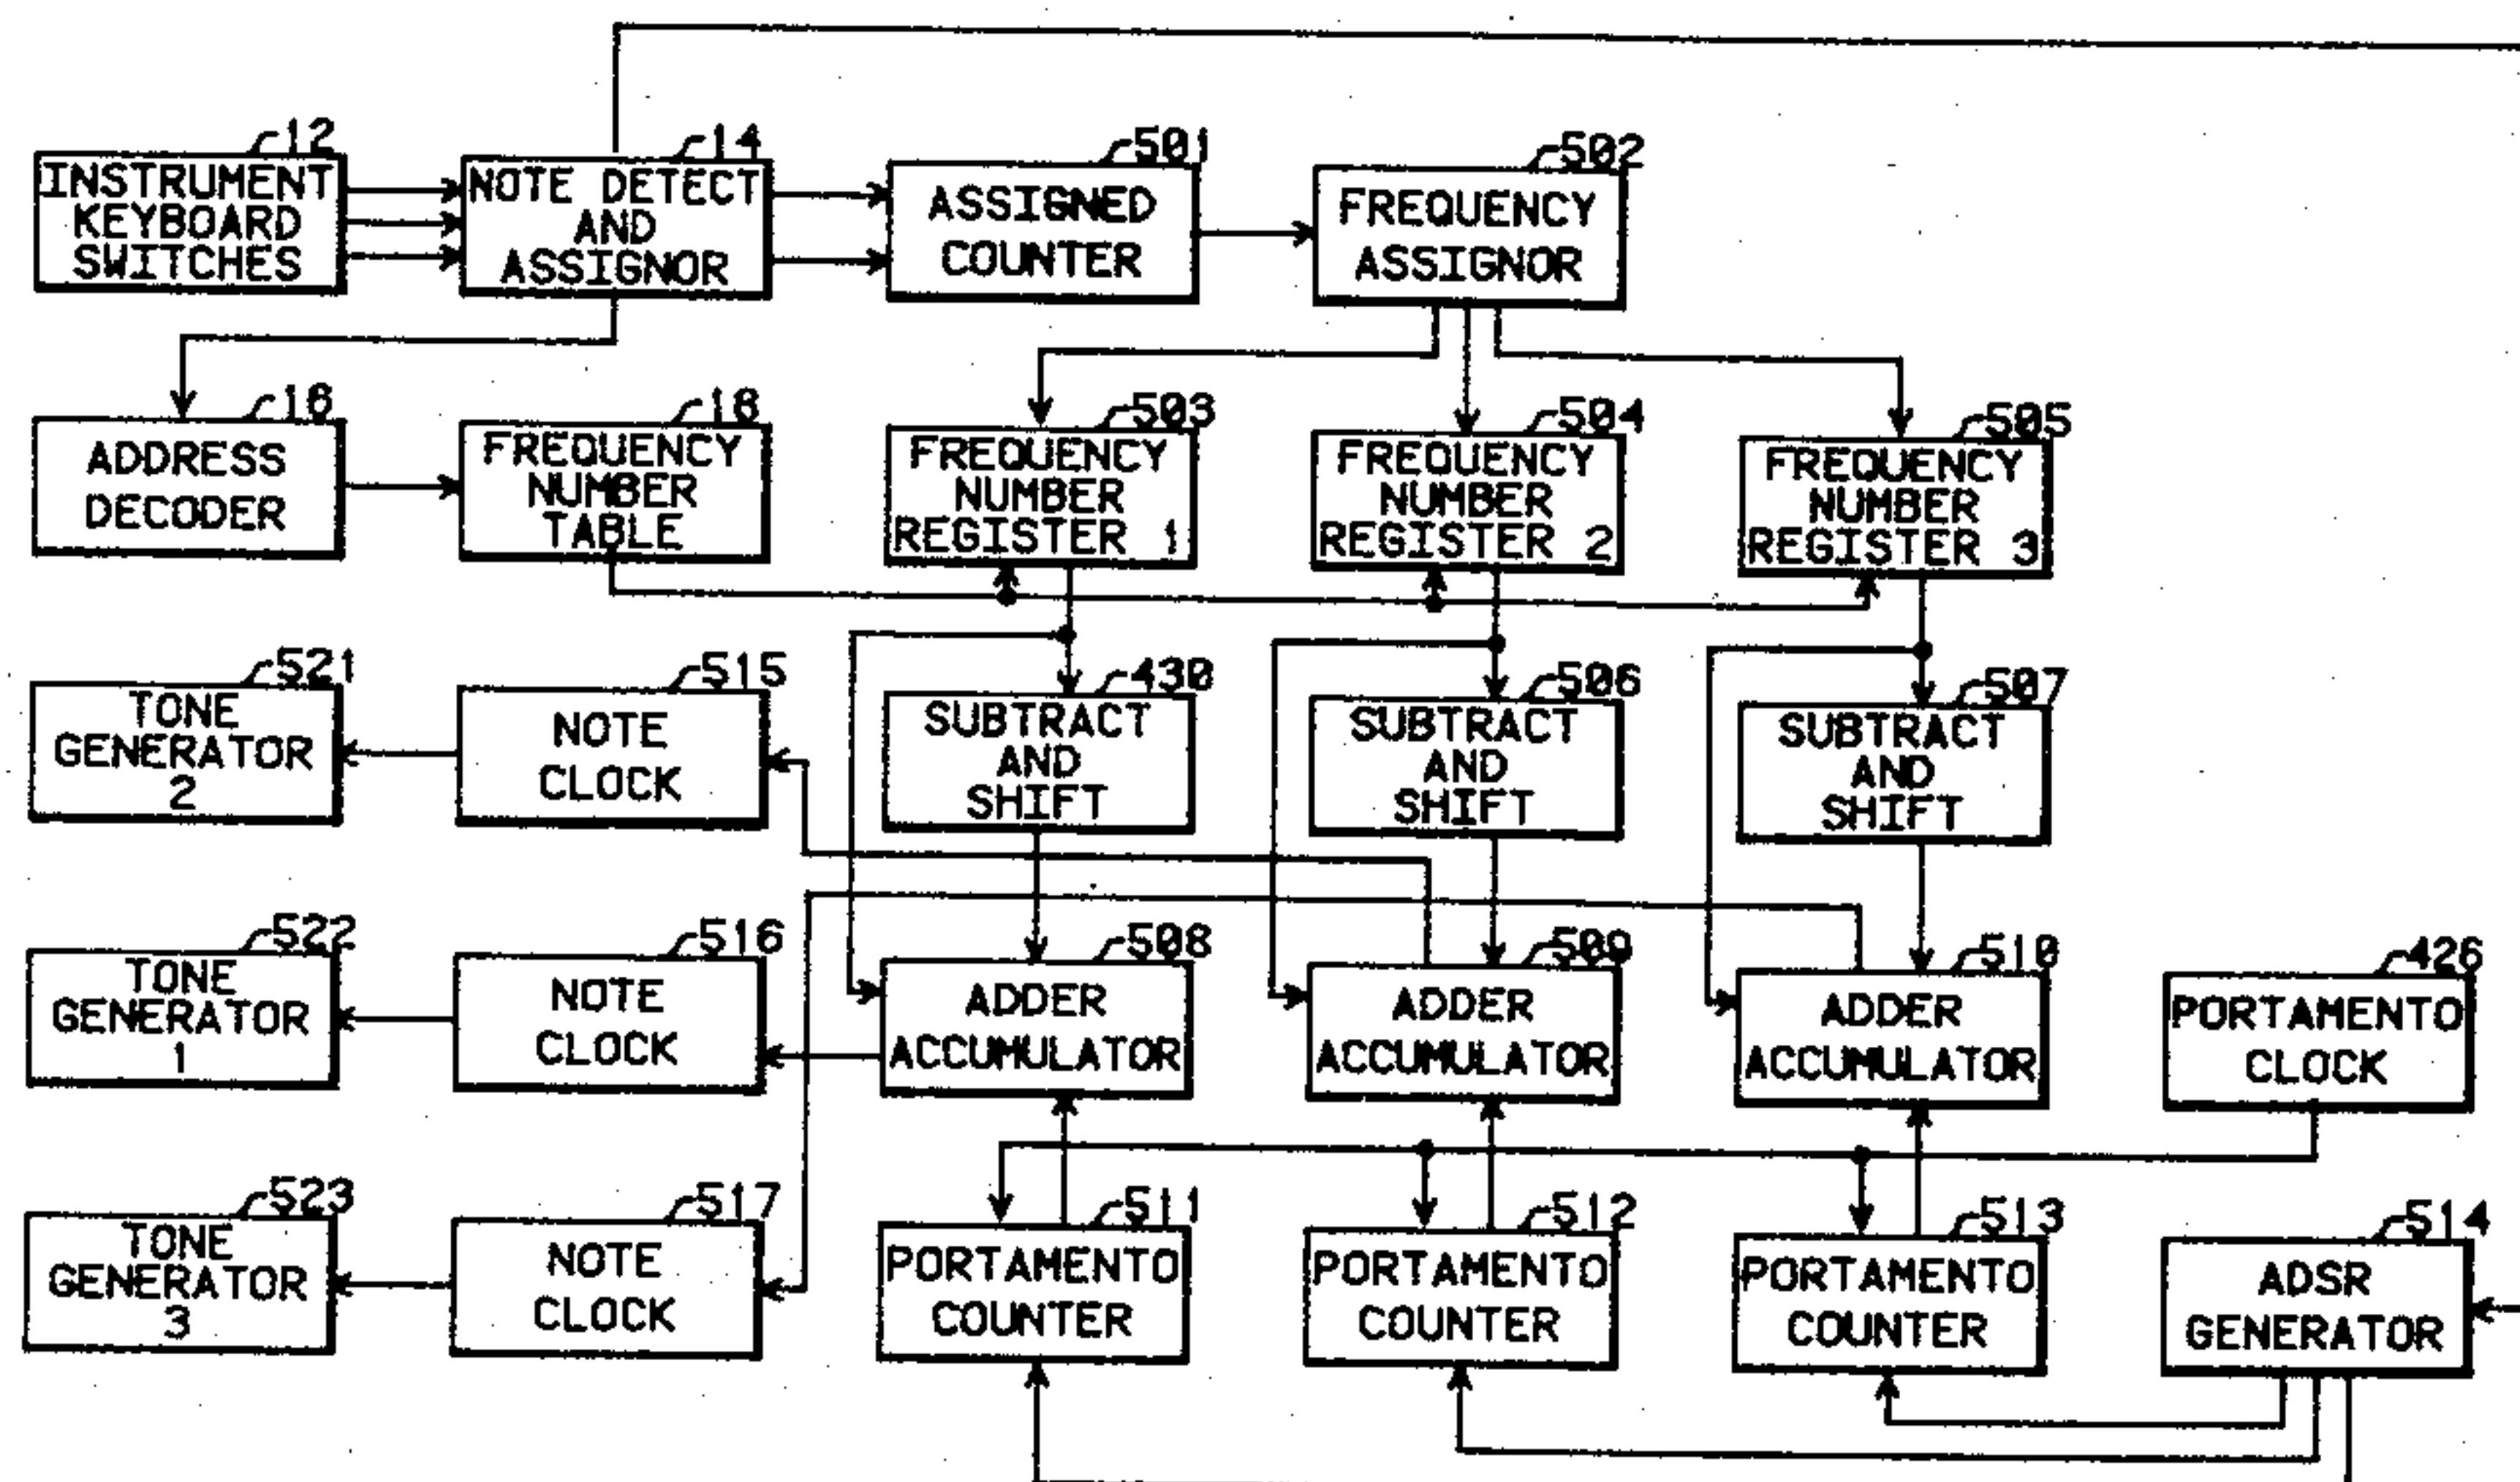 12
INSTRUMENT
KEYBOARD
SWITCHES
14
NOTE DETECT
AND
ASSIGNOR
501
ASSIGNED
COUNTER
502
FREQUENCY
ASSIGNOR
16
ADDRESS
DECODER
18
FREQUENCY
NUMBER
TABLE
503
FREQUENCY
NUMBER
REGISTER 1
504
FREQUENCY
NUMBER
REGISTER 2
505
FREQUENCY
NUMBER
REGISTER 3
521
TONE
GENERATOR
2
515
NOTE
CLOCK
430
SUBTRACT
AND
SHIFT
506
SUBTRACT
AND
SHIFT
507
SUBTRACT
AND
SHIFT
522
TONE
GENERATOR
1
516
NOTE
CLOCK
508
ADDER
ACCUMULATOR
509
ADDER
ACCUMULATOR
510
ADDER
ACCUMULATOR
426
PORTAMENTO
CLOCK
523
TONE
GENERATOR
3
517
NOTE
CLOCK
511
PORTAMENTO
COUNTER
512
PORTAMENTO
COUNTER
513
PORTAMENTO
COUNTER
514
ADSR
GENERATOR